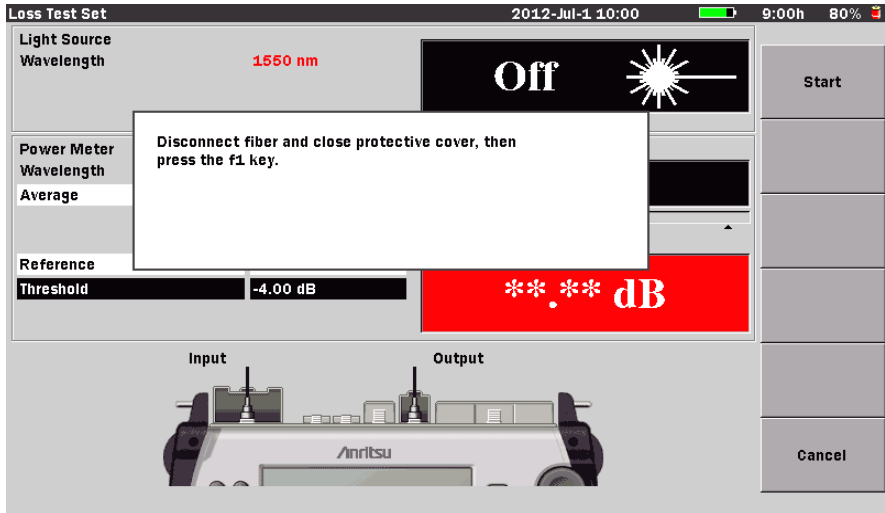 Loss Test Set 2012-Jul-1 10:00 9:00h 80%
Light Source
Wavelength 1550 nm
Off
Start
Disconnect fiber and close protective cover, then
press the f1 key.
Power Meter
Wavelength
Average
Reference
Threshold -4.00 dB
**.** dB
Input Output
Anritsu
Cancel